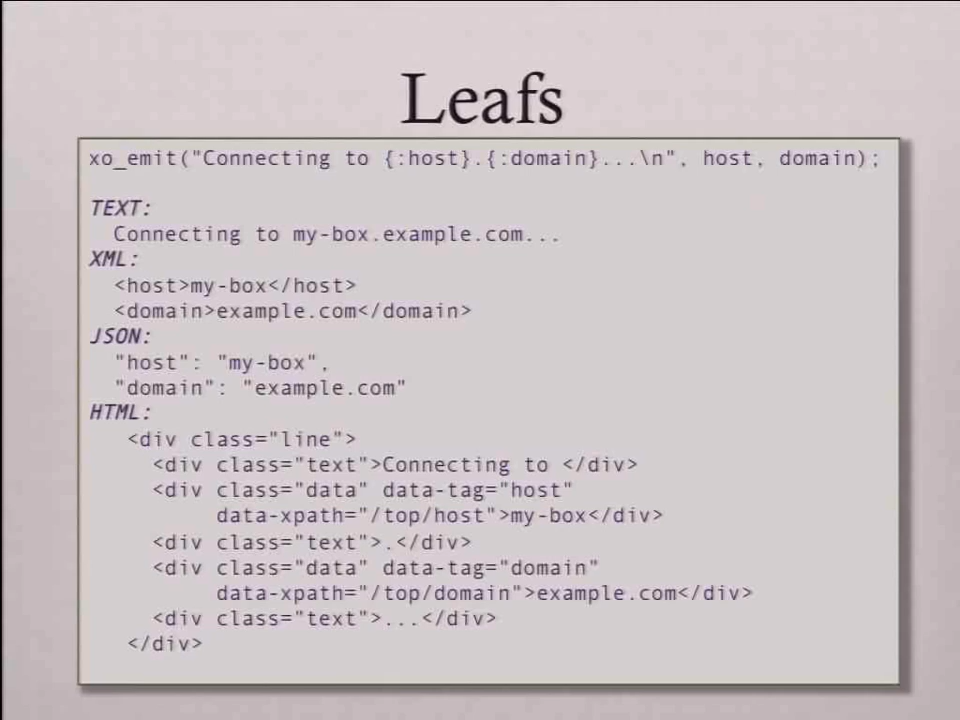 Leafs
xo_emit("Connecting to {:host}.{:domain}...\n", host, domain);
TEXT:
Connecting to my-box.example.com...
XML:
<host>my-box</host>
<domain>example.com</domain>
JSON:
"host": "my-box",
"domain": "example.com"
HTML:
<div class="line">
<div class="text">Connecting to </div>
<div class="data" data-tag="host"
data-xpath="/top/host">my-box</div>
<div class="text">.</div>
<div class="data" data-tag="domain"
data-xpath="/top/domain">example.com</div>
<div class="text">...</div>
</div>